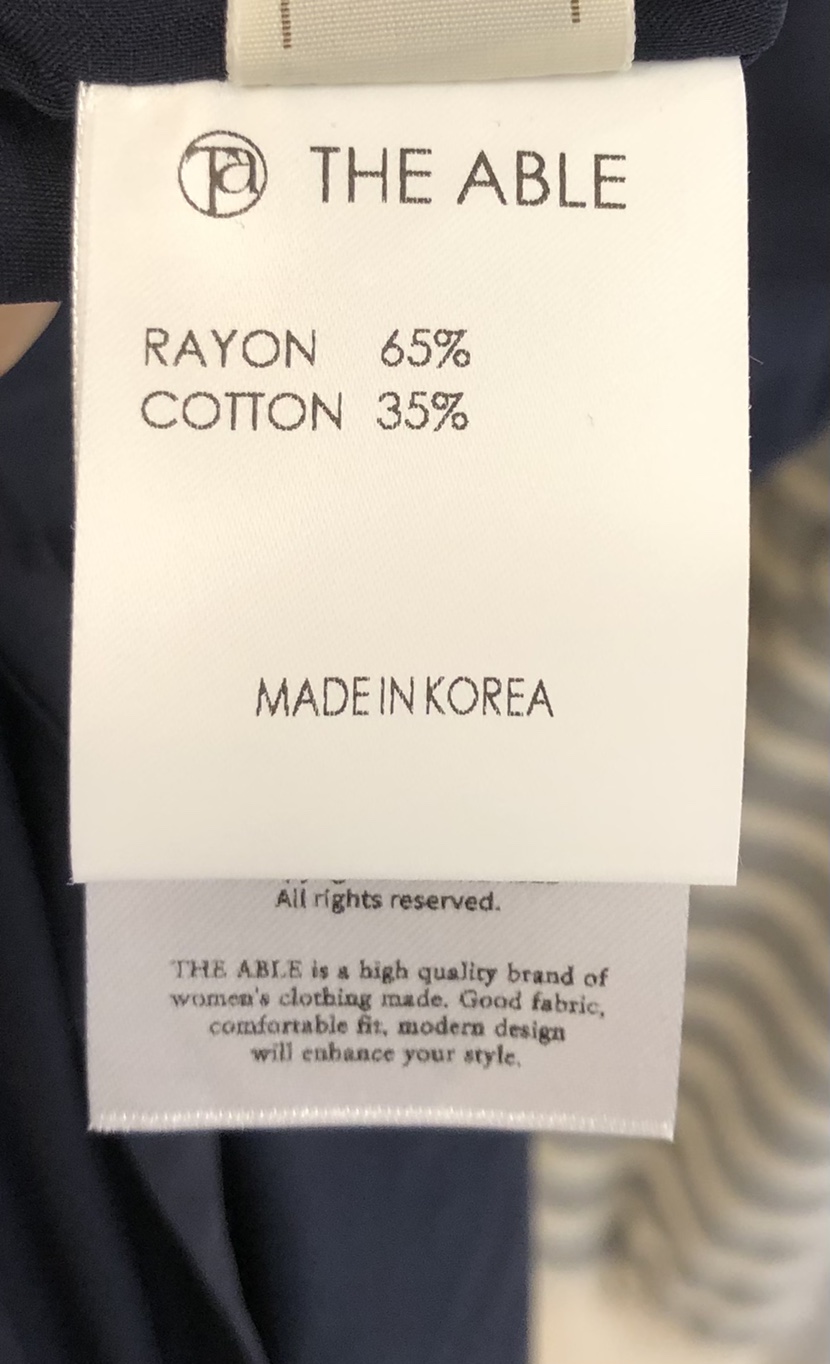 Ta THE ABLE
RAYON 65%
COTTON 35%
MADE IN KOREA
All rights reserved.
THE ABLE is a high quality brand of
women's clothing made. Good fabric,
comfortable fit, modern design
will enhance your style.